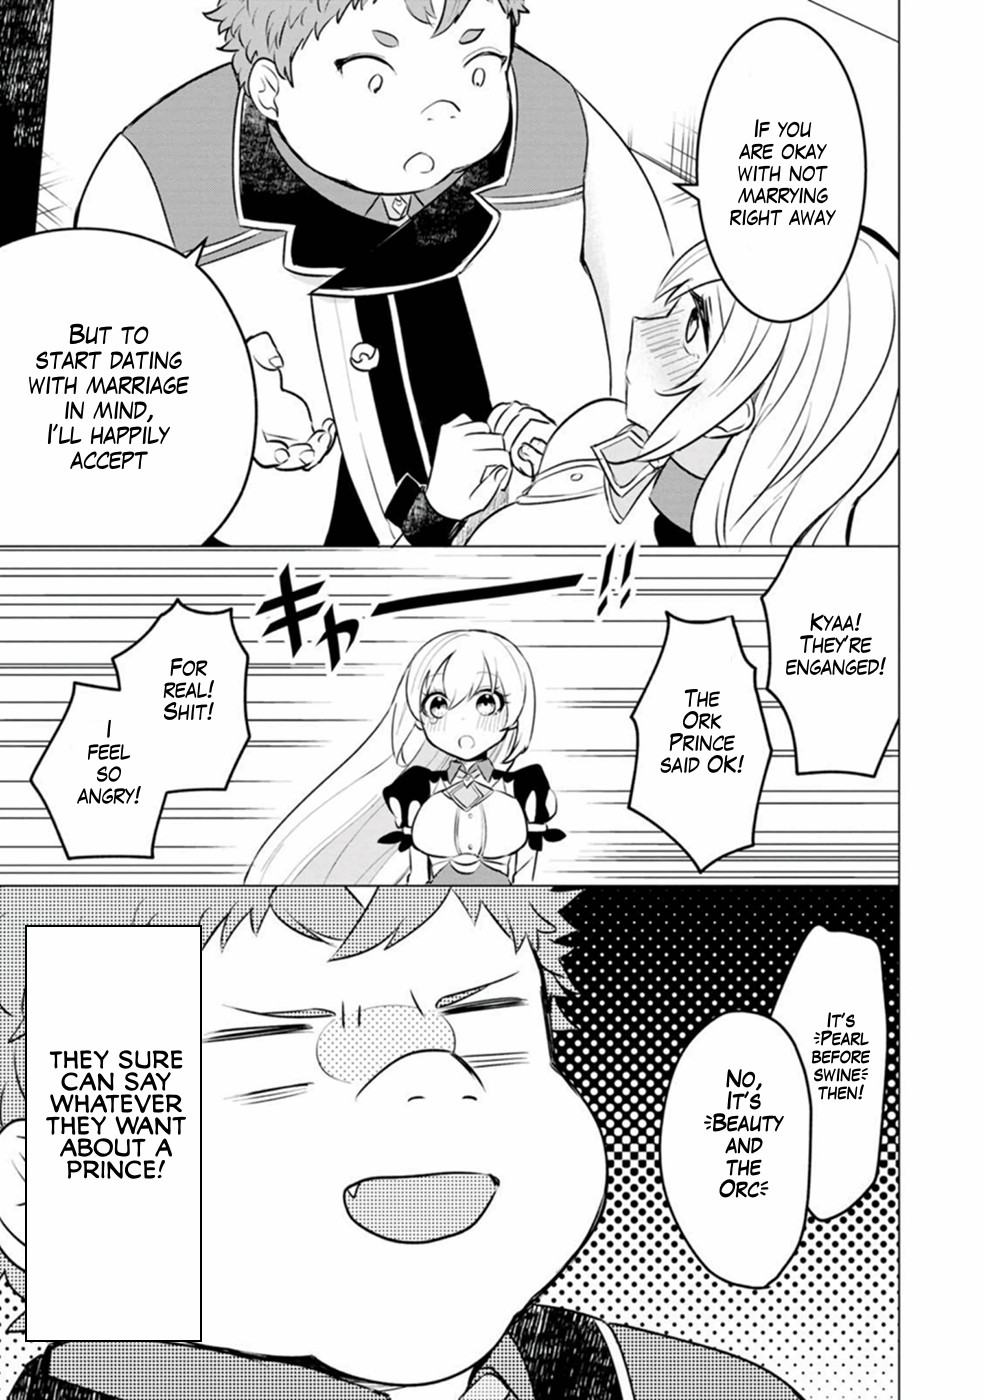 IF YOU
ARE OKAY
WITH NOT
MARRYING
RIGHT AWAY
BUT TO
START DATING
WITH MARRIAGE
IN MIND,
I'LL HAPPILY
ACCEPT
KYAA!
THEY'RE
ENGANGED!
THE
ORK
PRINCE
SAID OK!
キャー!!
FOR
REAL!
SHIT!
I
FEEL
SO
ANGRY!
IT'S
PEARL
BEFORE
SWINE
THEN!
NO,
IT'S
BEAUTY
AND
THE
ORC
THEY SURE
CAN SAY
WHATEVER
THEY WANT
ABOUT A
PRINCE!